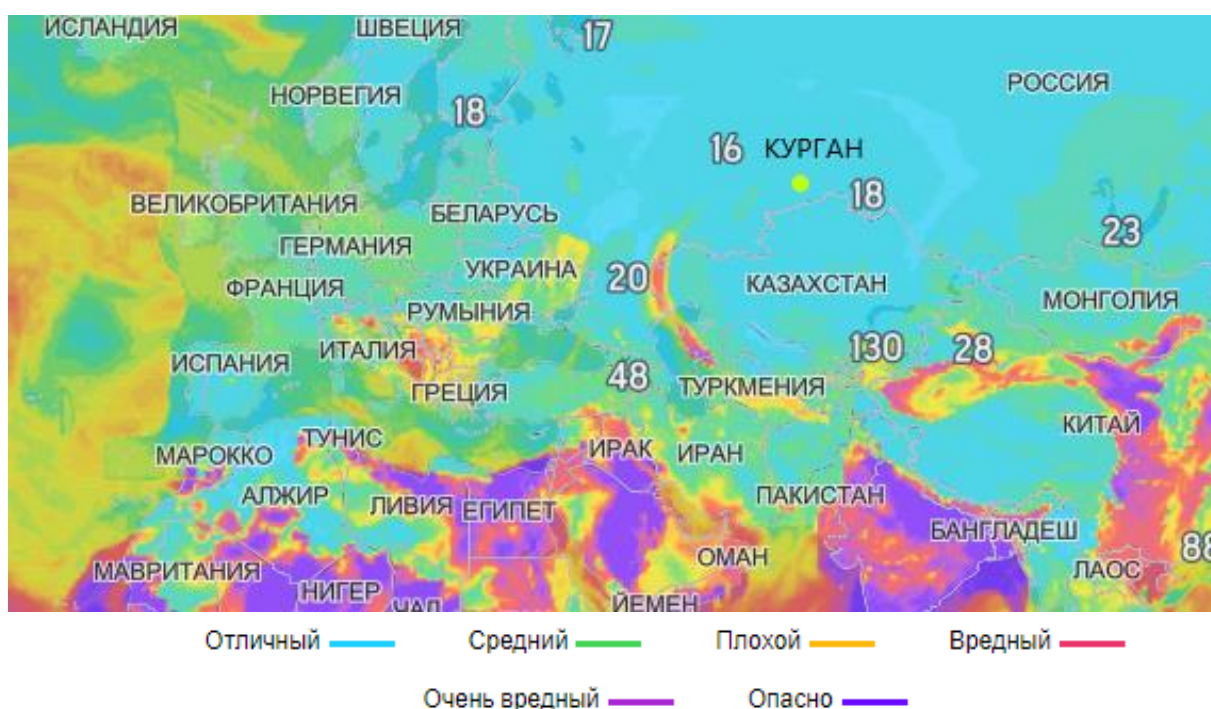 ИСЛАНДИЯ
ШВЕЦИЯ
17
РОССИЯ
НОРВЕГИЯ
18
16 КУРГАН
18
ВЕЛИКОБРИТАНИЯ
БЕЛАРУСЬ
23
ГЕРМАНИЯ
УКРАИНА
20
ФРАНЦИЯ
КАЗАХСТАН
МОНГОЛИЯ
РУМЫНИЯ
ИТАЛИЯ
130
28
ИСПАНИЯ
48
ГРЕЦИЯ
ТУРКМЕНИЯ
КИТАЙ
ТУНИС
МАРОККО
ИРАК
ИРАН
АЛЖИР
ЛИВИЯ
ЕГИПЕТ
ПАКИСТАН
БАНГЛАДЕШ
88
МАВРИТАНИЯ
ОМАН
ЛАОС
НИГЕР
ЧАД
ЙЕМЕН
Отличный Средний Плохой Вредный
Очень вредный Опасно